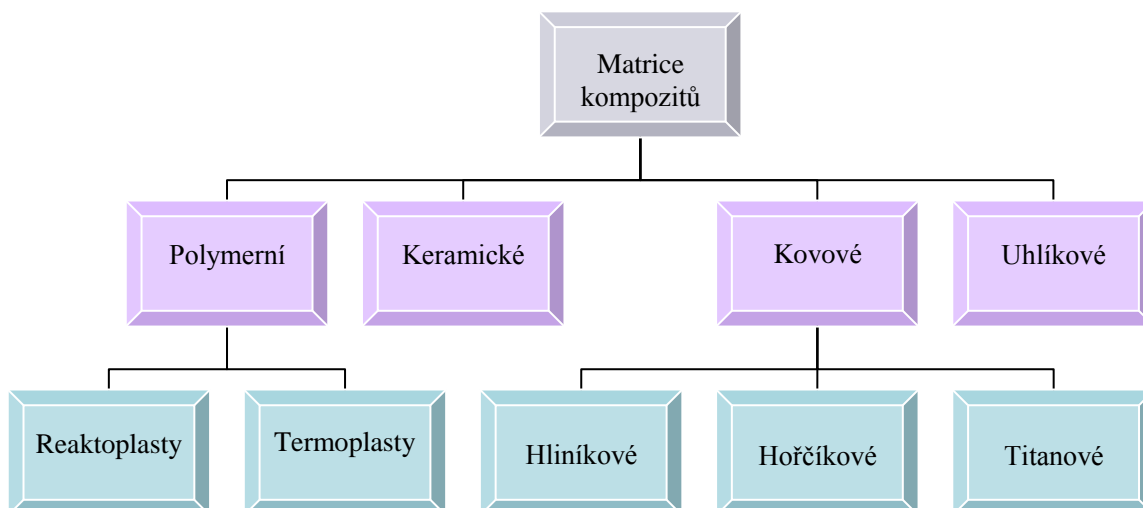 Matrice
kompozitů
Polymerní
Keramické
Kovové
Uhlíkové
Reaktoplasty
Termoplasty
Hliníkové
Hořčíkové
Titanové